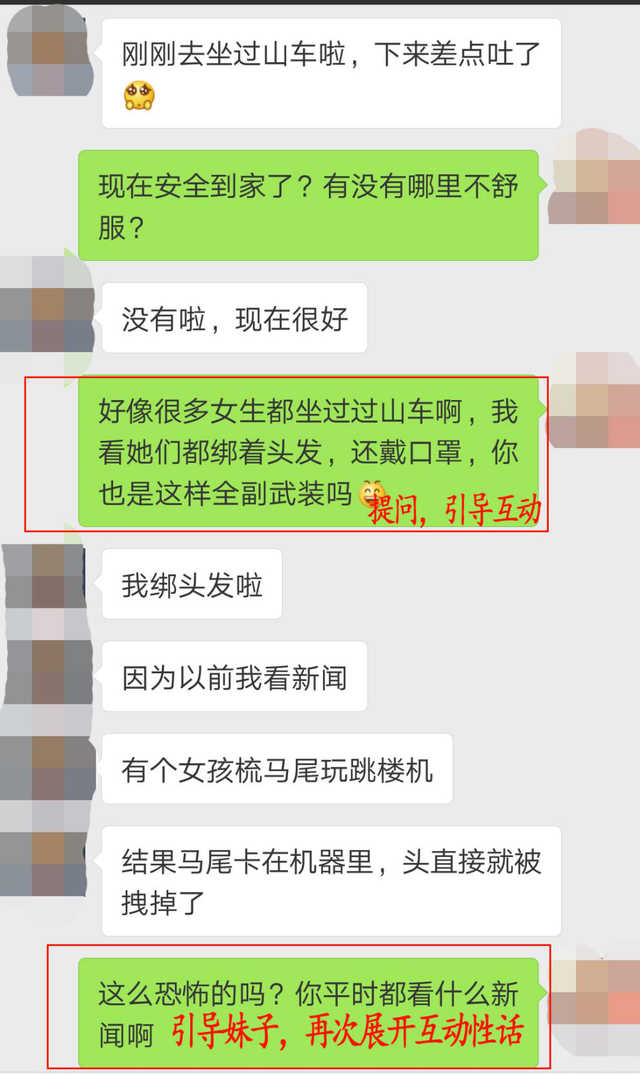 刚刚去坐过山车啦，下来差点吐了
现在安全到家了？有没有哪里不舒
服？
没有啦，现在很好
好像很多女生都坐过过山车啊，我
看她们都绑着头发，还戴口罩，你
也是这样全副武装吗
提问，引导互动
我绑头发啦
因为以前我看新闻
有个女孩梳马尾玩跳楼机
结果马尾卡在机器里，头直接就被
拽掉了
这么恐怖的吗？你平时都看什么新
闻啊
引导妹子，再次展开互动性话